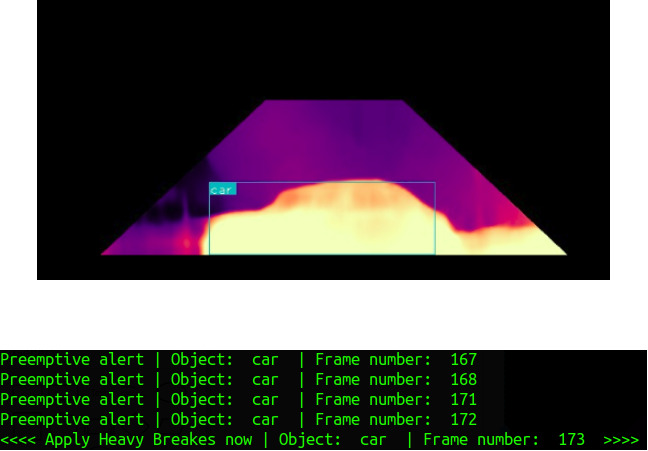 car
Preemptive alert | Object:  car  | Frame number:  167
Preemptive alert | Object:  car  | Frame number:  168
Preemptive alert | Object:  car  | Frame number:  171
Preemptive alert | Object:  car  | Frame number:  172
<<<< Apply Heavy Breakes now | Object:  car  | Frame number:  173  >>>>